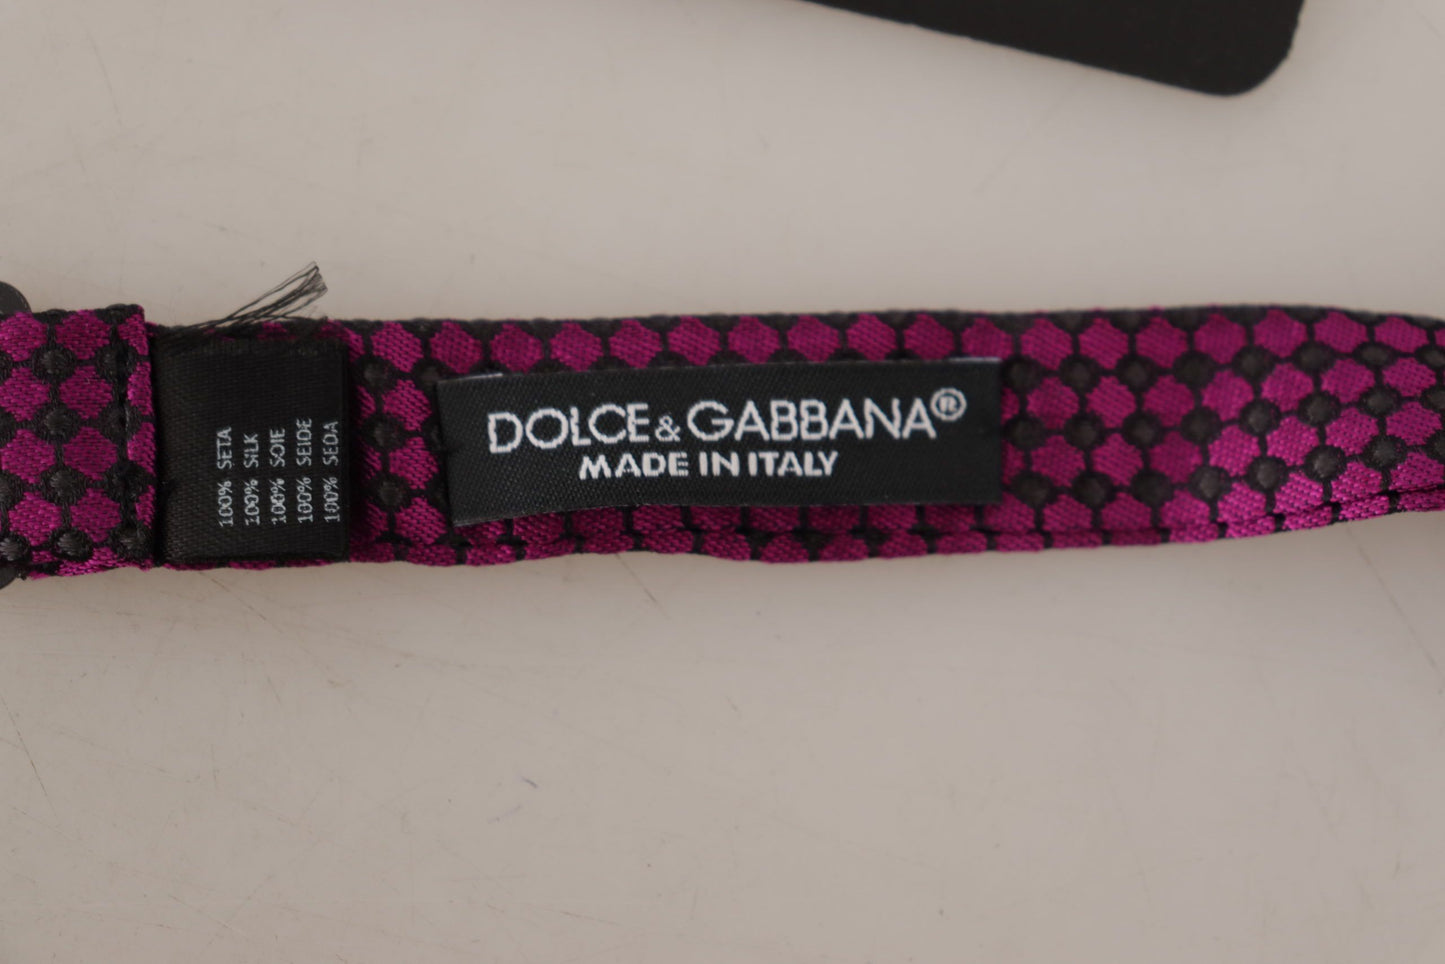 100% SETA
100% SILK
100% SOIE
100% SEIDE
100% SEDA
DOLCE & GABBANA®
MADE IN ITALY